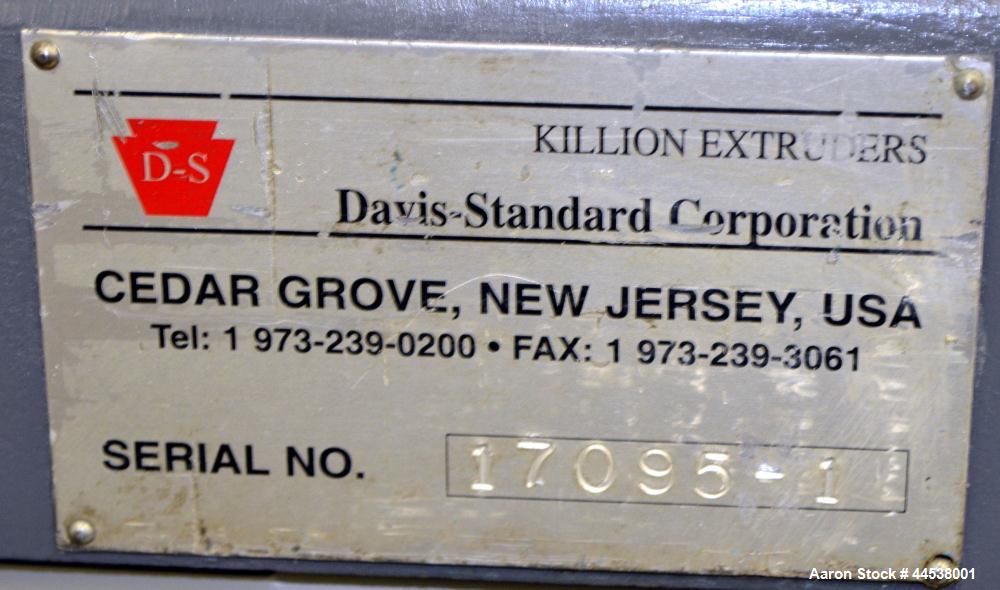 D-S
KILLION EXTRUDERS
Davis-Standard Corporation
CEDAR GROVE, NEW JERSEY, USA
Tel: 1 973-239-0200 • FAX: 1 973-239-3061
SERIAL NO. 17095-1
Aaron Stock # 44538001